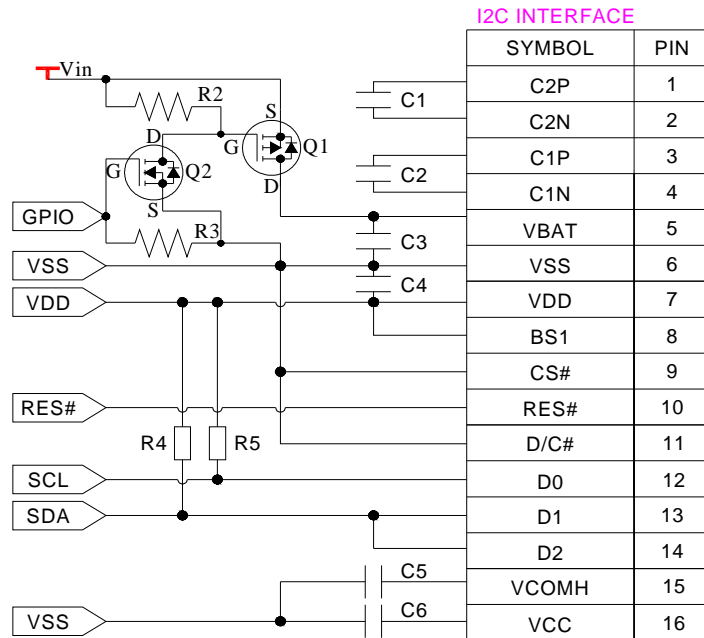 I2C INTERFACE
SYMBOL PIN
Vin
R2
S
C1
C2P 1
D
G
Q1
C2N 2
G
Q2
D
C2
C1P 3
S
R3
C1N 4
GPIO
C3
VBAT 5
VSS
C4
VSS 6
VDD
VDD 7
BS1 8
CS# 9
RES#
RES# 10
R4
R5
D/C# 11
SCL
D0 12
SDA
D1 13
D2 14
C5
VCOMH 15
VSS
C6
VCC 16